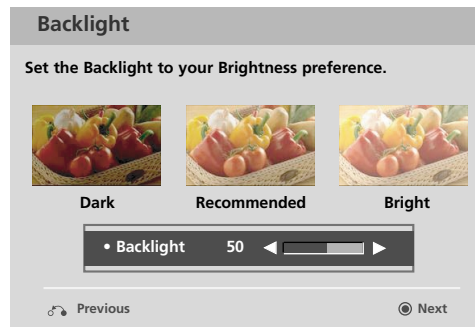 Backlight
Set the Backlight to your Brightness preference.
Dark Recommended Bright
• Backlight 50
Previous Next